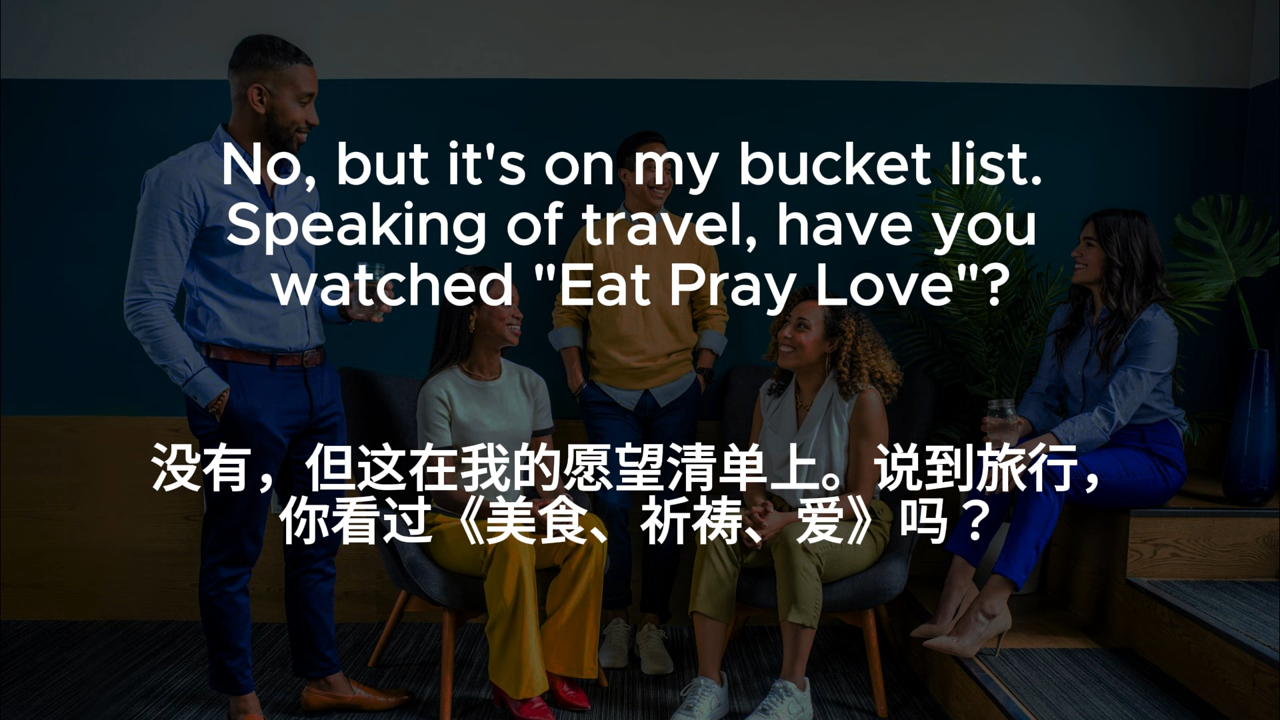 No, but it's on my bucket list.
Speaking of travel, have you
watched "Eat Pray Love"?
没有，但这在我的愿望清单上。说到旅行，
你看过《美食、祈祷、爱》吗？